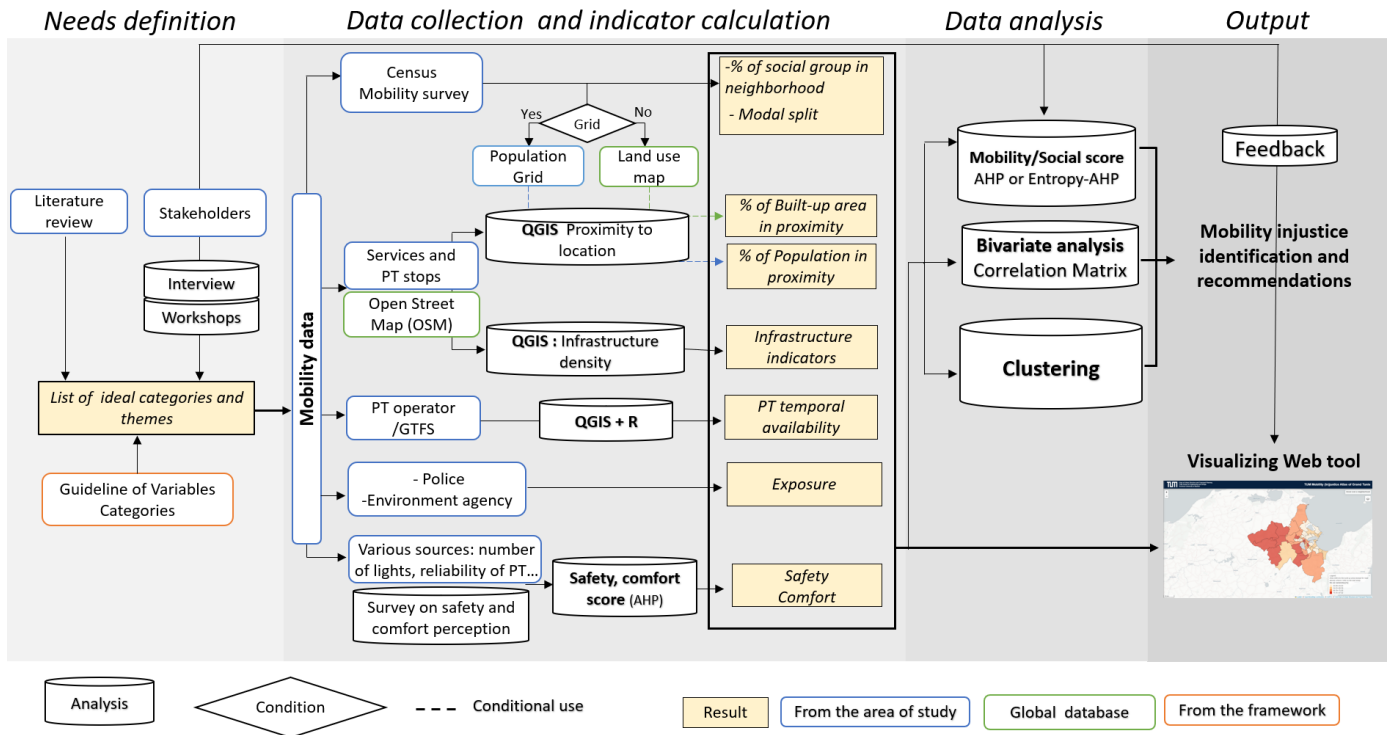 Needs definition
Data collection and indicator calculation
Data analysis
Output
Literature
review
Stakeholders
Interview
Workshops
List of ideal categories and
themes
Guideline of Variables
Categories
Mobility data
Census
Mobility survey
Yes
Grid
No
Population
Grid
Land use
map
Services and
PT stops
Open Street
Map (OSM)
QGIS Proximity to
location
QGIS : Infrastructure
density
PT operator
/GTFS
QGIS + R
- Police
-Environment agency
Various sources: number
of lights, reliability of PT...
Survey on safety and
comfort perception
Safety, comfort
score (AHP)
-% of social group in
neighborhood
- Modal split
% of Built-up area
in proximity
% of Population in
proximity
Infrastructure
indicators
PT temporal
availability
Exposure
Safety
Comfort
Mobility/Social score
AHP or Entropy-AHP
Bivariate analysis
Correlation Matrix
Clustering
Feedback
Mobility injustice
identification and
recommendations
Visualizing Web tool
TUM
Analysis
Condition
Conditional use
Result
From the area of study
Global database
From the framework